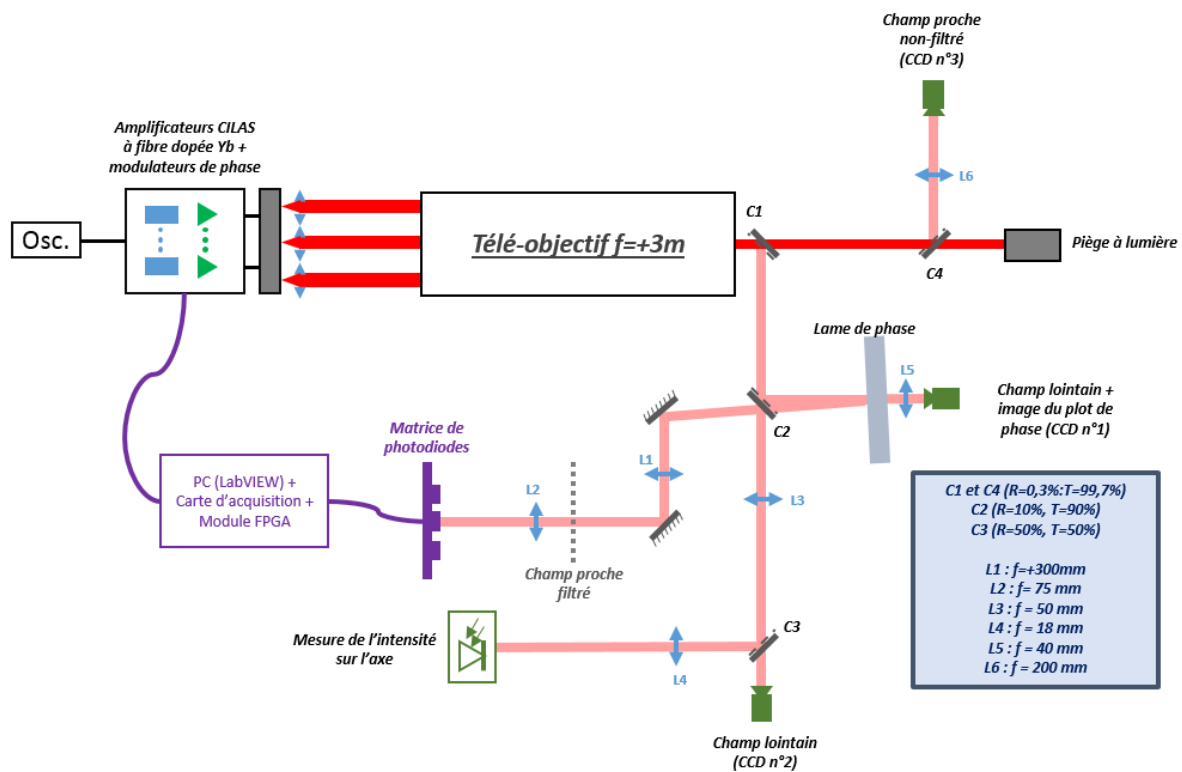 Champ proche
non-filtré
(CCD n°3)
Amplificateurs CILAS
à fibre dopée Yb +
modulateurs de phase
L6
C1
Osc.
Télé-objectif f=+3m
Piège à lumière
C4
Lame de phase
L5
Champ lointain +
image du plot de
phase (CCD n°1)
C2
Matrice de
photodiodes
L1
PC (LabVIEW) +
Carte d'acquisition +
Module FPGA
L2
L3
C1 et C4 (R=0,3%:T=99,7%)
C2 (R=10%, T=90%)
C3 (R=50%, T=50%)
L1 : f=+300mm
L2 : f= 75 mm
L3 : f = 50 mm
L4 : f = 18 mm
L5 : f = 40 mm
L6 : f = 200 mm
Champ proche
filtré
Mesure de l'intensité
sur l'axe
C3
L4
Champ lointain
(CCD n°2)